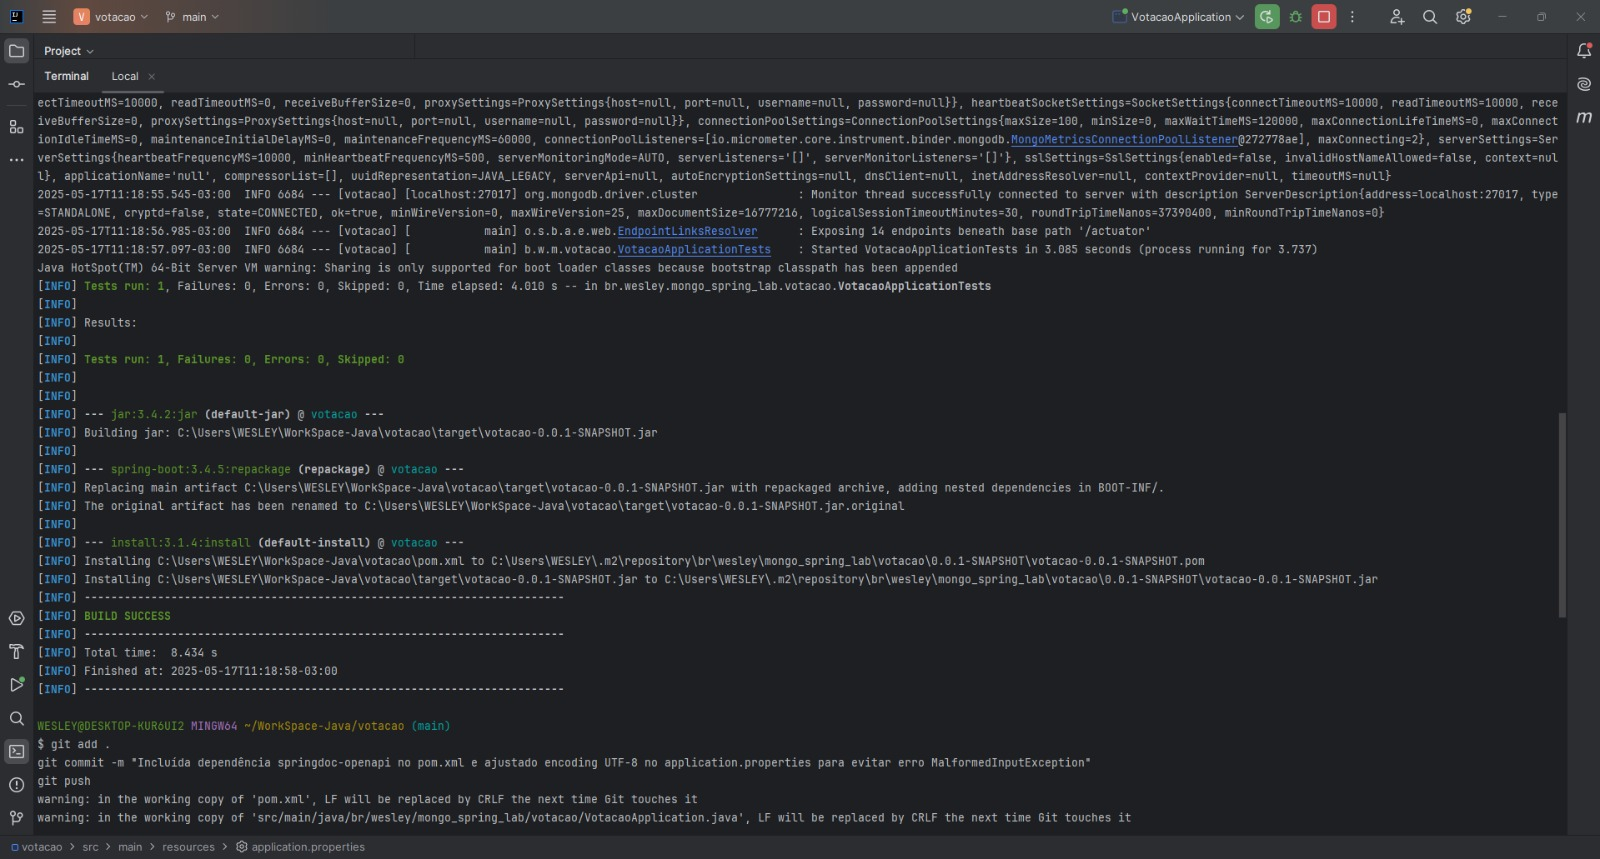 V votacao main VotacaoApplication
Project
Terminal Local
ectTimeoutMS=10000, readTimeoutMS=0, receiveBufferSize=0, proxySettings=ProxySettings{host=null, port=null, username=null, password=null}}, heartbeatSocketSettings=SocketSettings{connectTimeoutMS=10000, readTimeoutMS=10000, rece
iveBufferSize=0, proxySettings=ProxySettings{host=null, port=null, username=null, password=null}}, connectionPoolSettings=ConnectionPoolSettings{maxSize=100, minSize=0, maxWaitTimeMS=120000, maxConnectionLifeTimeMS=0, maxConnect
ionIdleTimeMS=0, maintenanceInitialDelayMS=0, maintenanceFrequencyMS=60000, connectionPoolListeners=[io.micrometer.core.instrument.binder.mongodb.MongoMetricsConnectionPoolListener@272778ae], maxConnecting=2}, serverSettings=Ser
verSettings{heartbeatFrequencyMS=10000, minHeartbeatFrequencyMS=500, serverMonitoringMode=AUTO, serverListeners='[]', serverMonitorListeners='[]'}, sslSettings=SslSettings{enabled=false, invalidHostNameAllowed=false, context=nul
l}, applicationName='null', compressorList=[], uuidRepresentation=JAVA_LEGACY, serverApi=null, autoEncryptionSettings=null, dnsClient=null, inetAddressResolver=null, contextProvider=null, timeoutMS=null}
2025-05-17T11:18:55.545-03:00  INFO 6684 --- [votacao] [localhost:27017] org.mongodb.driver.cluster               : Monitor thread successfully connected to server with description ServerDescription{address=localhost:27017, type
=STANDALONE, cryptd=false, state=CONNECTED, ok=true, minWireVersion=0, maxWireVersion=25, maxDocumentSize=16777216, logicalSessionTimeoutMinutes=30, roundTripTimeNanos=37390400, minRoundTripTimeNanos=0}
2025-05-17T11:18:56.985-03:00  INFO 6684 --- [votacao] [           main] o.s.b.a.e.web.EndpointLinksResolver      : Exposing 14 endpoints beneath base path '/actuator'
2025-05-17T11:18:57.097-03:00  INFO 6684 --- [votacao] [           main] b.w.m.votacao.VotacaoApplicationTests    : Started VotacaoApplicationTests in 3.085 seconds (process running for 3.737)
Java HotSpot(TM) 64-Bit Server VM warning: Sharing is only supported for boot loader classes because bootstrap classpath has been appended
[INFO] Tests run: 1, Failures: 0, Errors: 0, Skipped: 0, Time elapsed: 4.010 s -- in br.wesley.mongo_spring_lab.votacao.VotacaoApplicationTests
[INFO]
[INFO] Results:
[INFO]
[INFO] Tests run: 1, Failures: 0, Errors: 0, Skipped: 0
[INFO]
[INFO]
[INFO] --- jar:3.4.2:jar (default-jar) @ votacao ---
[INFO] Building jar: C:\Users\WESLEY\WorkSpace-Java\votacao\target\votacao-0.0.1-SNAPSHOT.jar
[INFO]
[INFO] --- spring-boot:3.4.5:repackage (repackage) @ votacao ---
[INFO] Replacing main artifact C:\Users\WESLEY\WorkSpace-Java\votacao\target\votacao-0.0.1-SNAPSHOT.jar with repackaged archive, adding nested dependencies in BOOT-INF/.
[INFO] The original artifact has been renamed to C:\Users\WESLEY\WorkSpace-Java\votacao\target\votacao-0.0.1-SNAPSHOT.jar.original
[INFO]
[INFO] --- install:3.1.4:install (default-install) @ votacao ---
[INFO] Installing C:\Users\WESLEY\WorkSpace-Java\votacao\pom.xml to C:\Users\WESLEY\.m2\repository\br\wesley\mongo_spring_lab\votacao\0.0.1-SNAPSHOT\votacao-0.0.1-SNAPSHOT.pom
[INFO] Installing C:\Users\WESLEY\WorkSpace-Java\votacao\target\votacao-0.0.1-SNAPSHOT.jar to C:\Users\WESLEY\.m2\repository\br\wesley\mongo_spring_lab\votacao\0.0.1-SNAPSHOT\votacao-0.0.1-SNAPSHOT.jar
[INFO] ------------------------------------------------------------------------
[INFO] BUILD SUCCESS
[INFO] ------------------------------------------------------------------------
[INFO] Total time:  8.434 s
[INFO] Finished at: 2025-05-17T11:18:58-03:00
[INFO] ------------------------------------------------------------------------
WESLEY@DESKTOP-KUR6UI2 MINGW64 ~/WorkSpace-Java/votacao (main)
$ git add .
git commit -m "Incluída dependência springdoc-openapi no pom.xml e ajustado encoding UTF-8 no application.properties para evitar erro MalformedInputException"
git push
warning: in the working copy of 'pom.xml', LF will be replaced by CRLF the next time Git touches it
warning: in the working copy of 'src/main/java/br/wesley/mongo_spring_lab/votacao/VotacaoApplication.java', LF will be replaced by CRLF the next time Git touches it
votacao > src > main > resources > application.properties